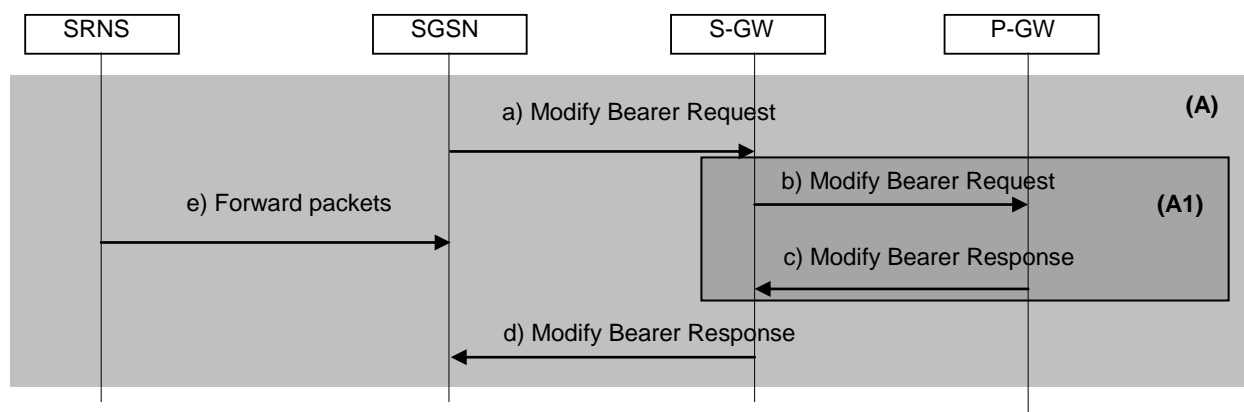 SRNS
SGSN
S-GW
P-GW
(A)
a) Modify Bearer Request
b) Modify Bearer Request
(A1)
e) Forward packets
c) Modify Bearer Response
d) Modify Bearer Response